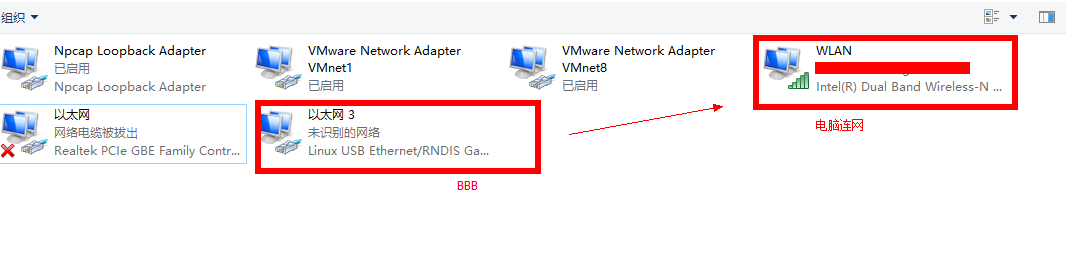 组织
Npcap Loopback Adapter
已启用
Npcap Loopback Adapter
VMware Network Adapter
VMnet1
已启用
VMware Network Adapter
VMnet8
已启用
WLAN
Intel(R) Dual Band Wireless-N ...
以太网
网络电缆被拔出
Realtek PCIe GBE Family Contr...
以太网 3
未识别的网络
Linux USB Ethernet/RNDIS Ga...
电脑连网
BBB